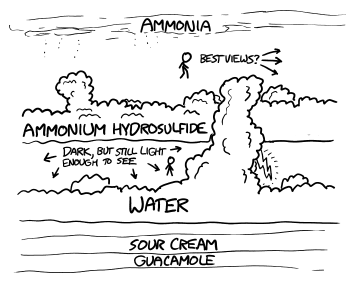 AMMONIA
BEST VIEWS?
AMMONIUM HYDROSULFIDE
DARK, BUT STILL LIGHT
ENOUGH TO SEE
WATER
SOUR CREAM
GUACAMOLE